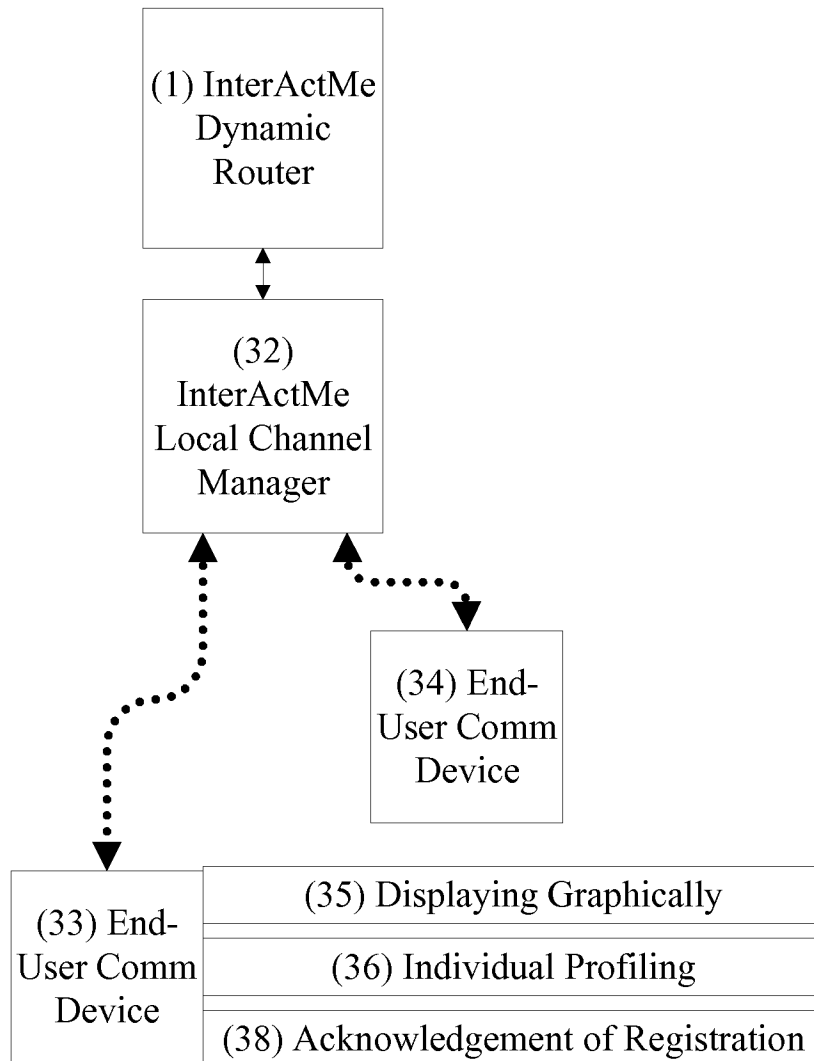 (1) InterActMe
Dynamic
Router
(32)
InterActMe
Local Channel
Manager
(34) End-
User Comm
Device
(33) End-
User Comm
Device
(35) Displaying Graphically
(36) Individual Profiling
(38) Acknowledgement of Registration